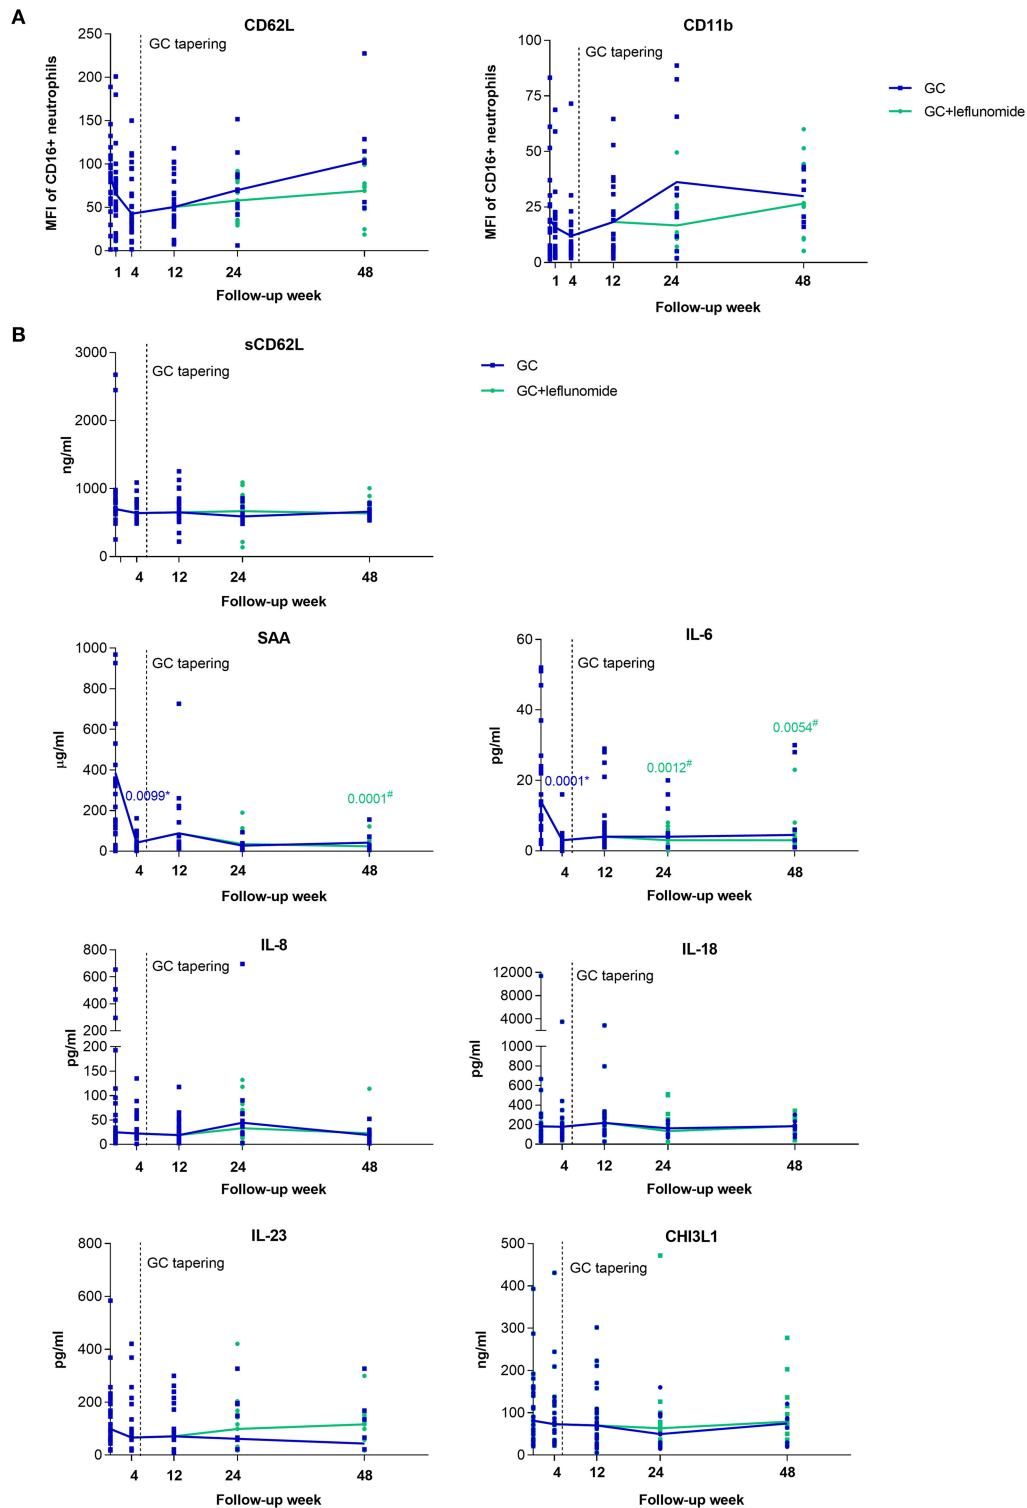 A
CD62L
GC tapering
MFI of CD16+ neutrophils
250
200
150
100
50
0
1 4 12 24 48
Follow-up week
CD11b
GC tapering
MFI of CD16+ neutrophils
100
75
50
25
0
1 4 12 24 48
Follow-up week
GC
GC+leflunomide
B
sCD62L
GC tapering
ng/ml
3000
2000
1000
0
4 12 24 48
Follow-up week
GC
GC+leflunomide
SAA
GC tapering
µg/ml
1000
800
600
400
200
0
0.0099*
0.0001#
4 12 24 48
Follow-up week
IL-6
GC tapering
pg/ml
60
40
20
0
0.0001*
0.0012#
0.0054#
4 12 24 48
Follow-up week
IL-8
GC tapering
pg/ml
800
600
400
200
200
150
100
50
0
4 12 24 48
Follow-up week
IL-18
GC tapering
pg/ml
12000
8000
4000
1000
800
600
400
200
0
4 12 24 48
Follow-up week
IL-23
GC tapering
pg/ml
800
600
400
200
0
4 12 24 48
Follow-up week
CHI3L1
GC tapering
ng/ml
500
400
300
200
100
0
4 12 24 48
Follow-up week